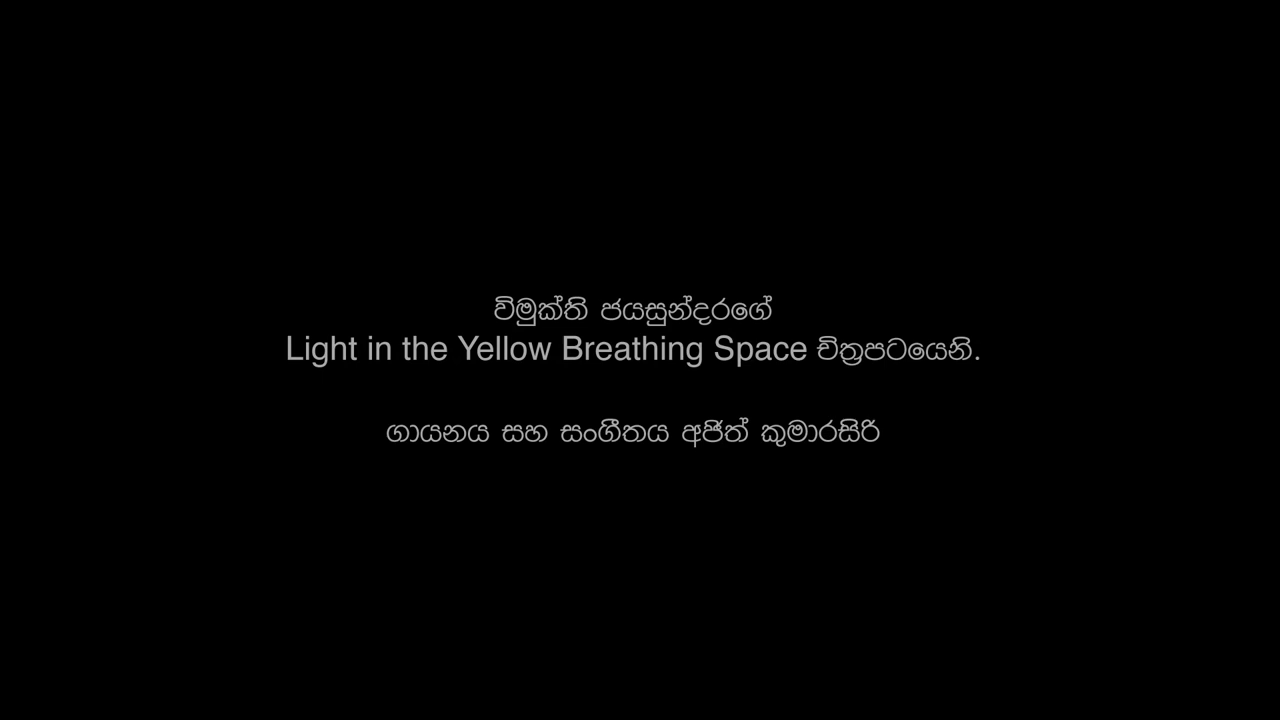 විමුක්ති ජයසුන්දරගේ
Light in the Yellow Breathing Space චිත්‍රපටයෙනි.
ගායනය සහ සංගීතය අජිත් කුමාරසිරි